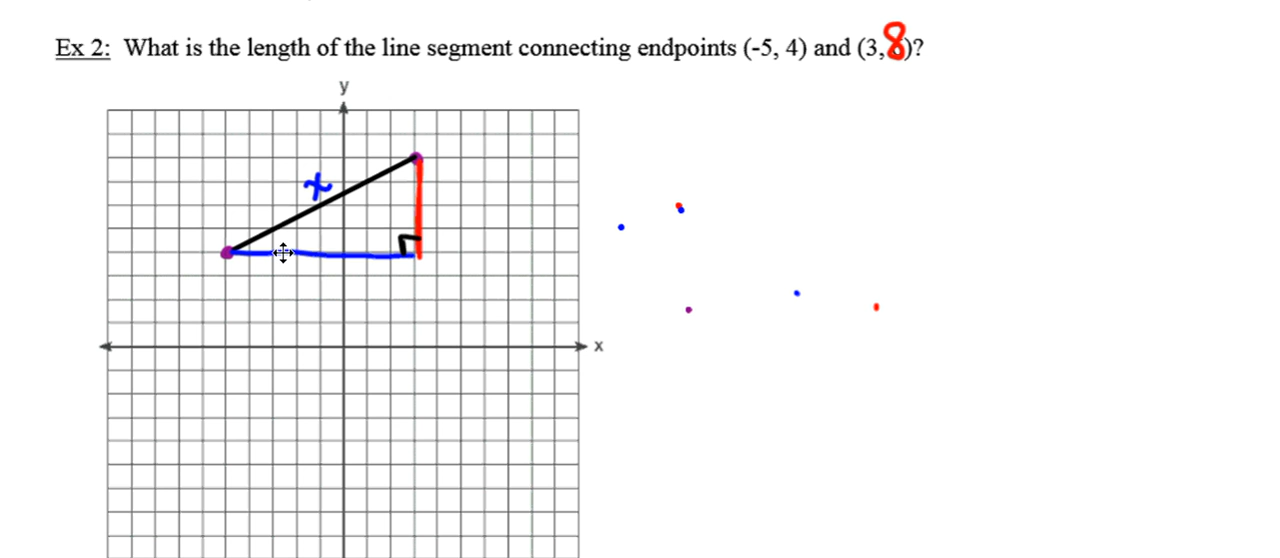 Ex 2: What is the length of the line segment connecting endpoints (-5, 4) and (3,8)?
y
x
x